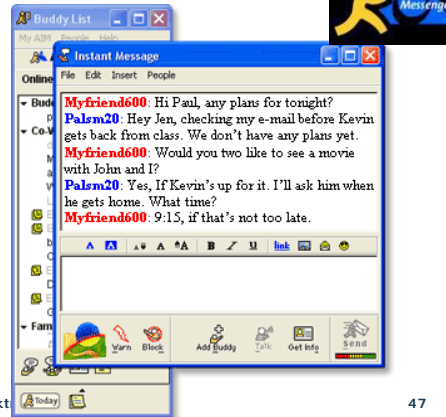 Messenge
Buddy List
My AIM People Help
Instant Message
File Edit Insert People
Online
Budd
Co-W
Fam
Myfriend600: Hi Paul, any plans for tonight?
Palsm20: Hey Jen, checking my e-mail before Kevin
gets back from class. We don't have any plans yet.
Myfriend600: Would you two like to see a movie
with John and I?
Palsm20: Yes, If Kevin's up for it. I'll ask him when
he gets home. What time?
Myfriend600: 9:15, if that's not too late.
A A A A A B I U link
Warn Block Add Buddy Talk Get Info Send
Today
47